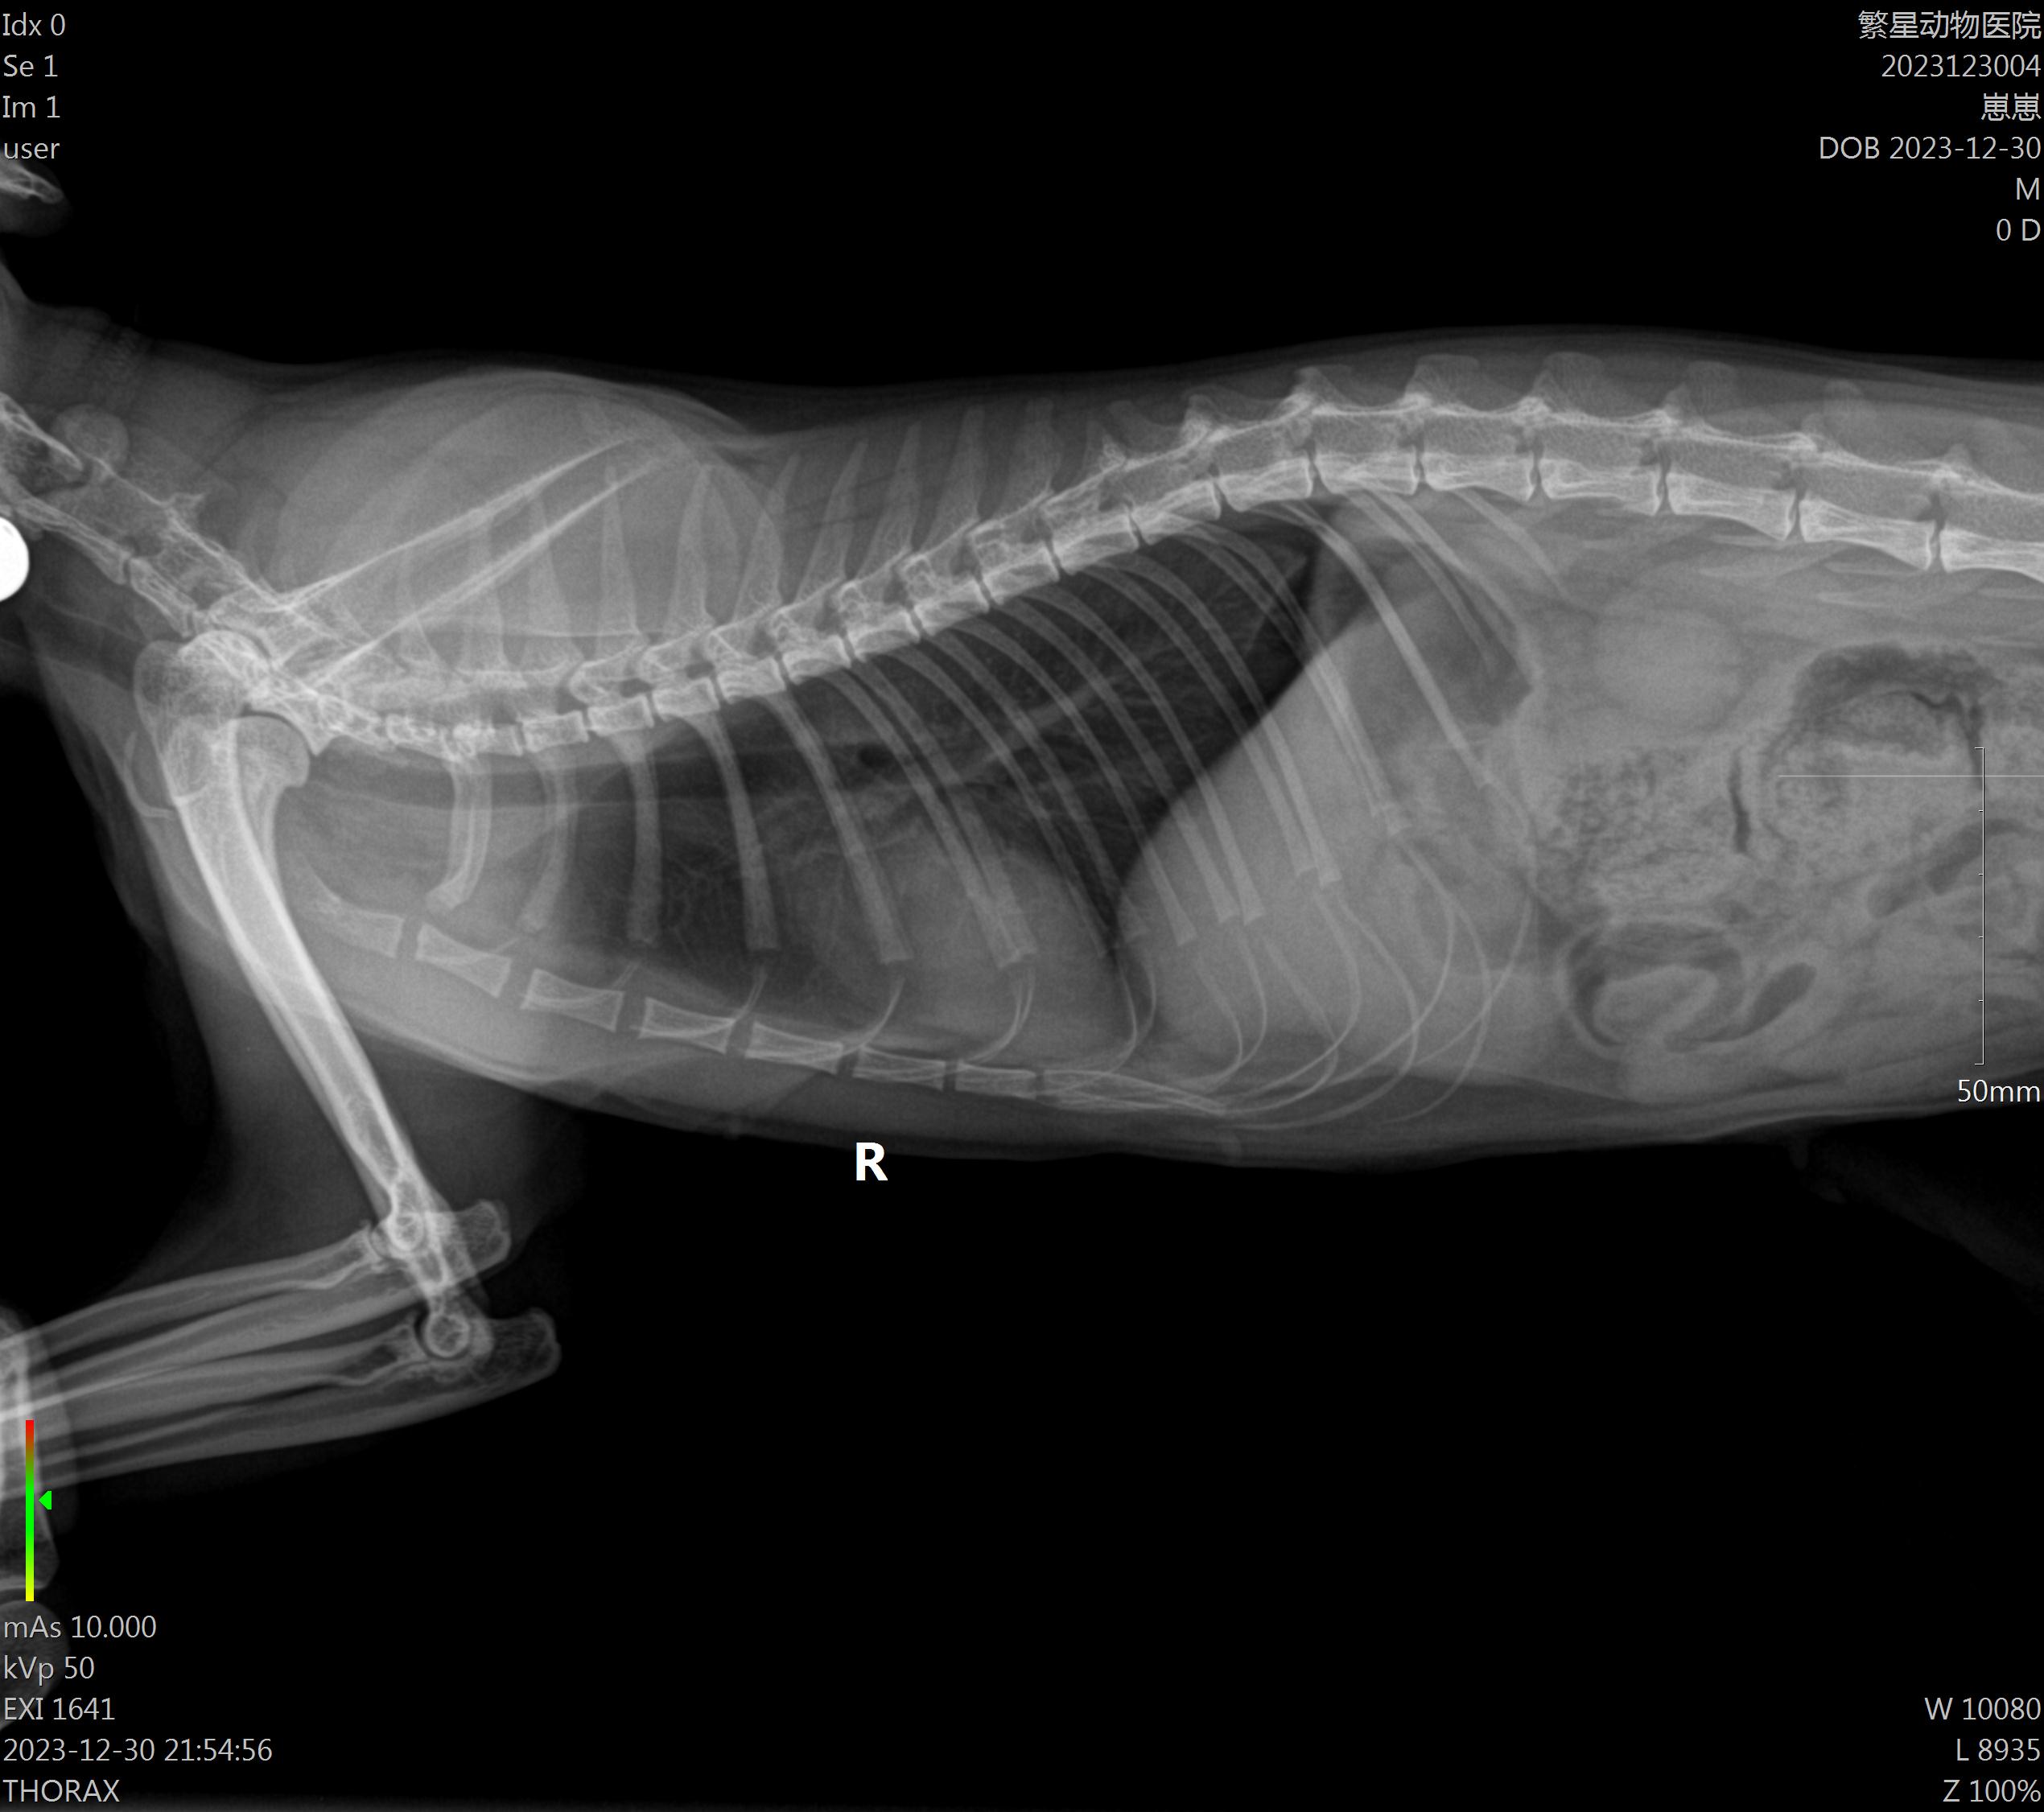 Idx 0
Se 1
Im 1
user
繁星动物医院
2023123004
崽崽
DOB 2023-12-30
M
0 D
50mm
R
mAs 10.000
kVp 50
EXI 1641
2023-12-30 21:54:56
THORAX
W 10080
L 8935
Z 100%